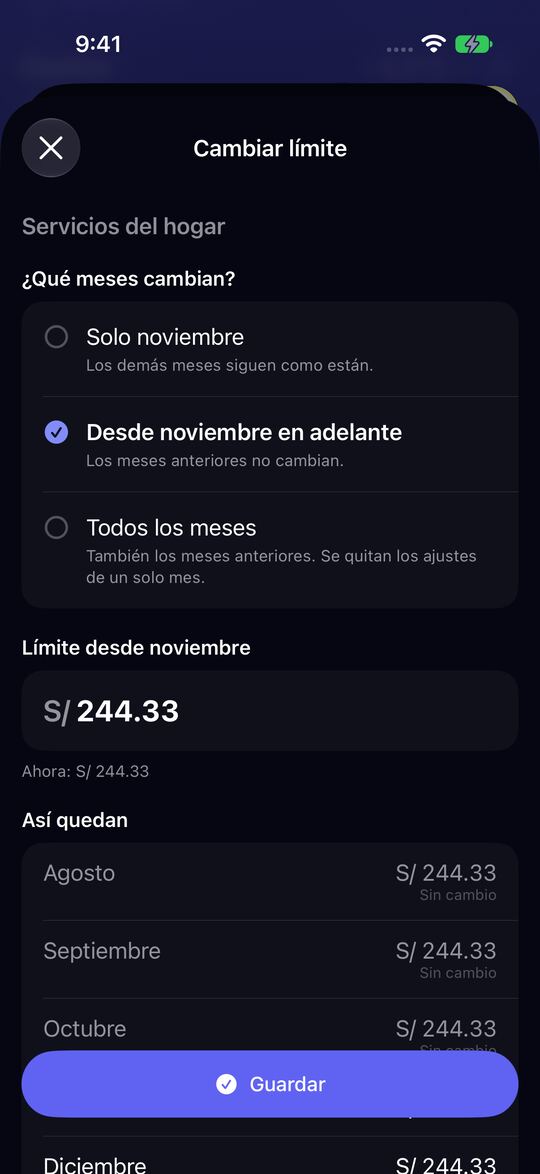 9:41
Cambiar límite
Servicios del hogar
¿Qué meses cambian?
Solo noviembre
Los demás meses siguen como están.
Desde noviembre en adelante
Los meses anteriores no cambian.
Todos los meses
También los meses anteriores. Se quitan los ajustes
de un solo mes.
Límite desde noviembre
S/ 244.33
Ahora: S/ 244.33
Así quedan
Agosto
S/ 244.33
Sin cambio
Septiembre
S/ 244.33
Sin cambio
Octubre
S/ 244.33
Sin cambio
Guardar
Diciembre
S/ 244.33